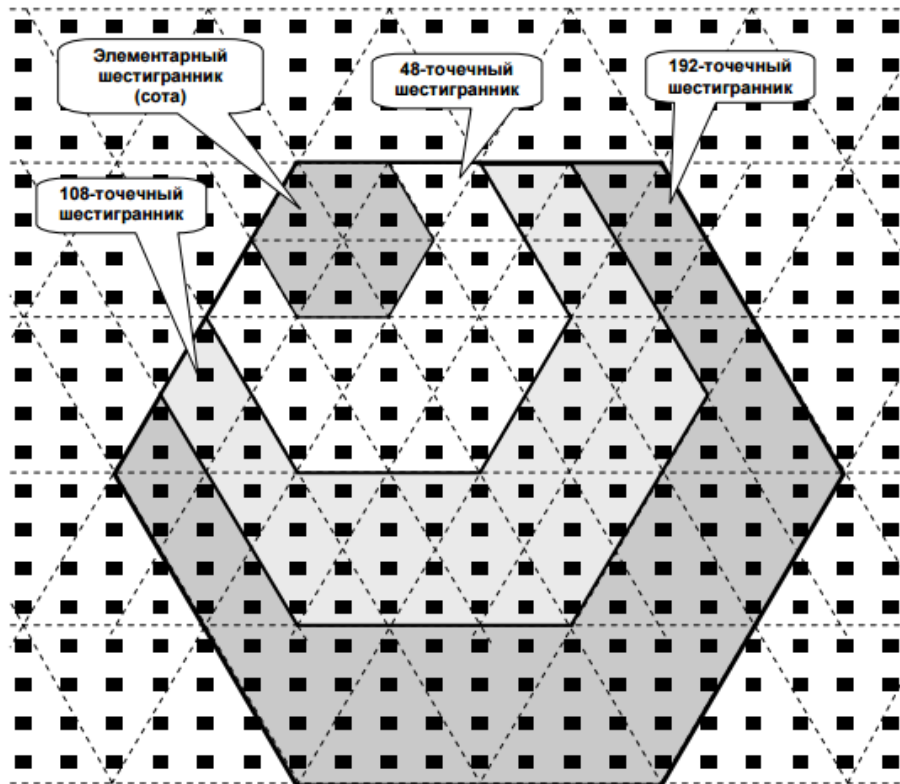 Элементарный
шестигранник
(сота)
48-точечный
шестигранник
192-точечный
шестигранник
108-точечный
шестигранник